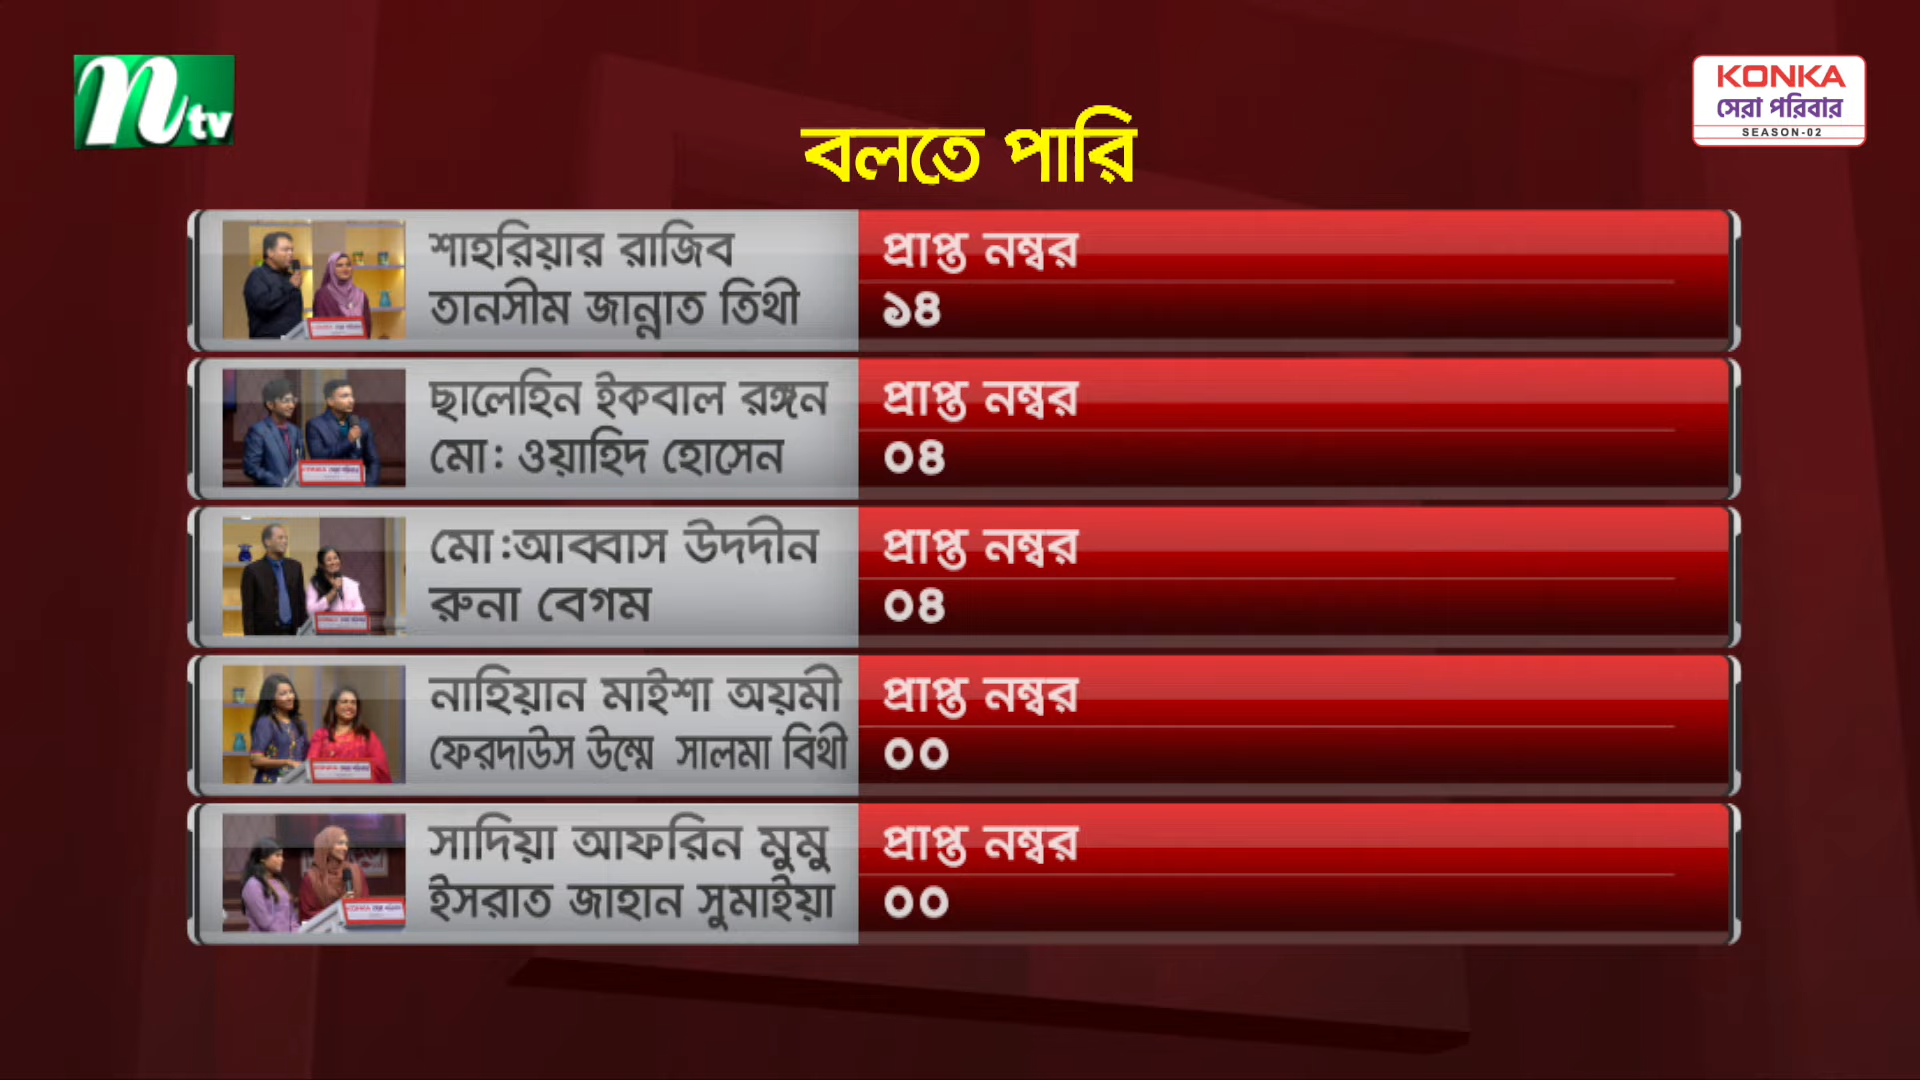 ntv
KONKA
সেরা পরিবার
SEASON-02
বলতে পারি
শাহরিয়ার রাজিব
তানসীম জান্নাত তিথী
প্রাপ্ত নম্বর
১৪
ছালেহিন ইকবাল রঙ্গন
মো: ওয়াহিদ হোসেন
প্রাপ্ত নম্বর
০৪
মো:আব্বাস উদদীন
রুনা বেগম
প্রাপ্ত নম্বর
০৪
নাহিয়ান মাইশা অয়মী
ফেরদাউস উম্মে সালমা বিথী
প্রাপ্ত নম্বর
০০
সাদিয়া আফরিন মুমু
ইসরাত জাহান সুমাইয়া
প্রাপ্ত নম্বর
০০